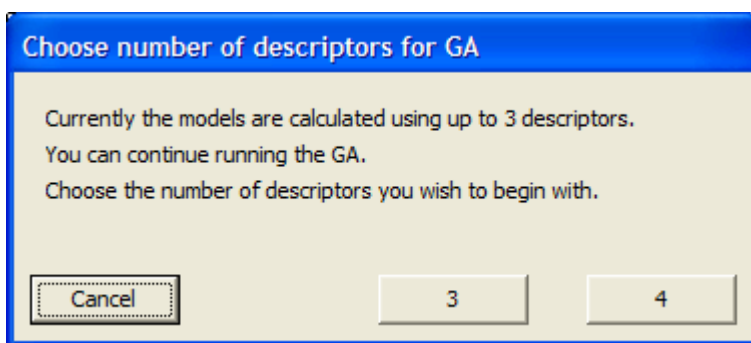 Choose number of descriptors for GA
Currently the models are calculated using up to 3 descriptors.
You can continue running the GA.
Choose the number of descriptors you wish to begin with.
Cancel 3 4